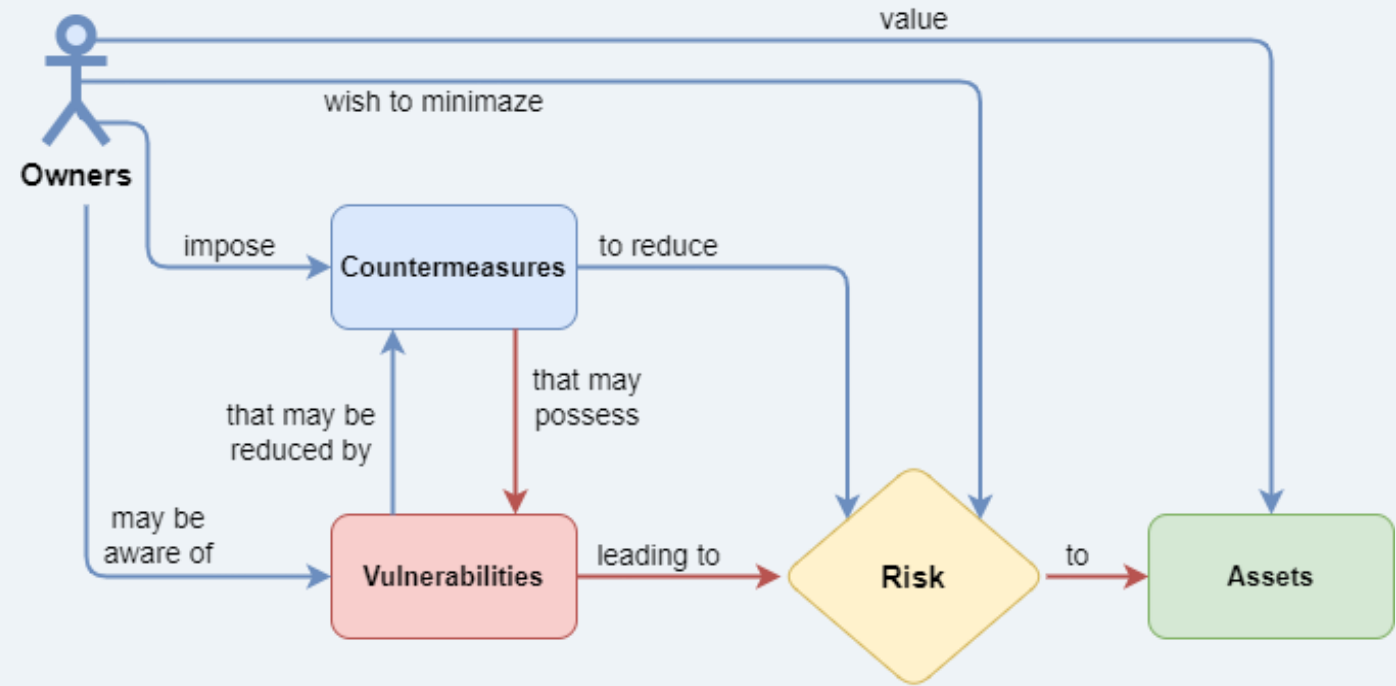 value
wish to minimaze
Owners
impose
Countermeasures
to reduce
that may
possess
that may be
reduced by
may be
aware of
Vulnerabilities
leading to
Risk
to
Assets